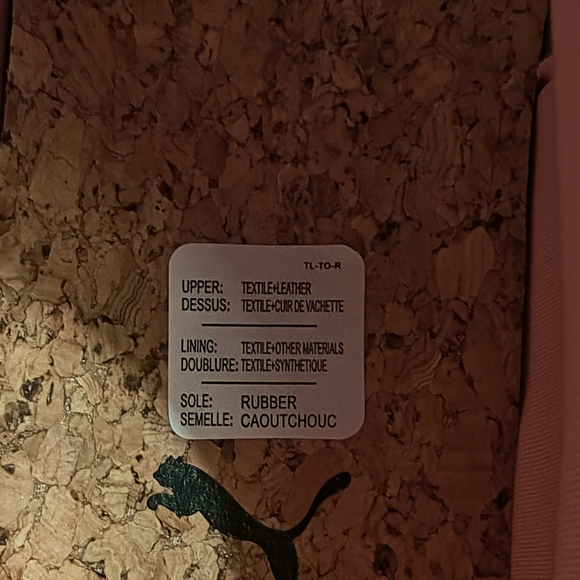 TL-TO-R
UPPER: TEXTILE+LEATHER
DESSUS: TEXTILE+CUIR DE VACHETTE
LINING: TEXTILE+OTHER MATERIALS
DOUBLURE: TEXTILE+SYNTHETIQUE
SOLE: RUBBER
SEMELLE: CAOUTCHOUC